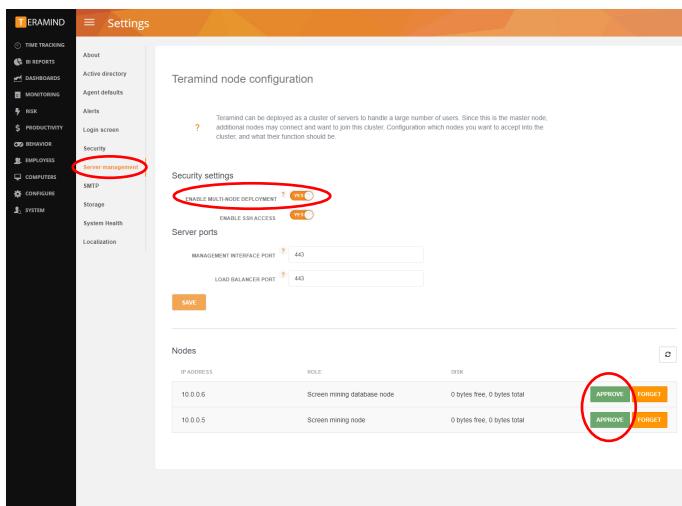 TERAMIND
Settings
TIME TRACKING
BI REPORTS
DASHBOARDS
MONITORING
RISK
PRODUCTIVITY
BEHAVIOR
EMPLOYEES
COMPUTERS
CONFIGURE
SYSTEM
About
Active directory
Agent defaults
Alerts
Login screen
Security
Server management
SMTP
Storage
System Health
Localization
Teramind node configuration
? Teramind can be deployed as a cluster of servers to handle a large number of users. Since this is the master node,
additional nodes may connect and want to join this cluster. Configuration which nodes you want to accept into the
cluster, and what their function should be.
Security settings
ENABLE MULTI-NODE DEPLOYMENT ? YES
ENABLE SSH ACCESS YES
Server ports
MANAGEMENT INTERFACE PORT ? 443
LOAD BALANCER PORT ? 443
SAVE
Nodes
IP ADDRESS ROLE DISK
10.0.0.6 Screen mining database node 0 bytes free, 0 bytes total APPROVE FORGET
10.0.0.5 Screen mining node 0 bytes free, 0 bytes total APPROVE FORGET